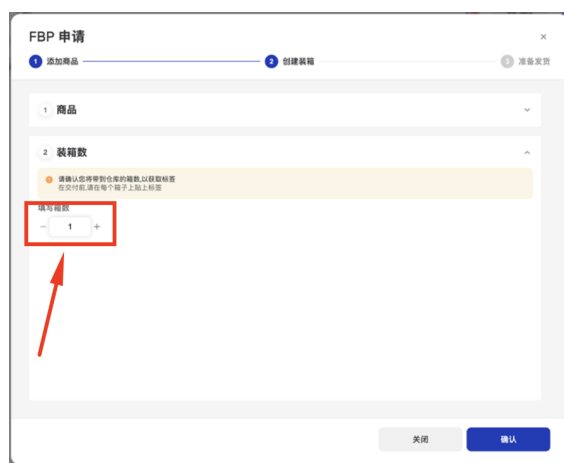 FBP 申请
×
1 添加商品
2 创建装箱
3 准备发货
1 商品
2 装箱数
请确认您将带到仓库的箱数,以获取标签
在交付前,请在每个箱子上贴上标签
填写箱数
− 1 +
关闭
确认